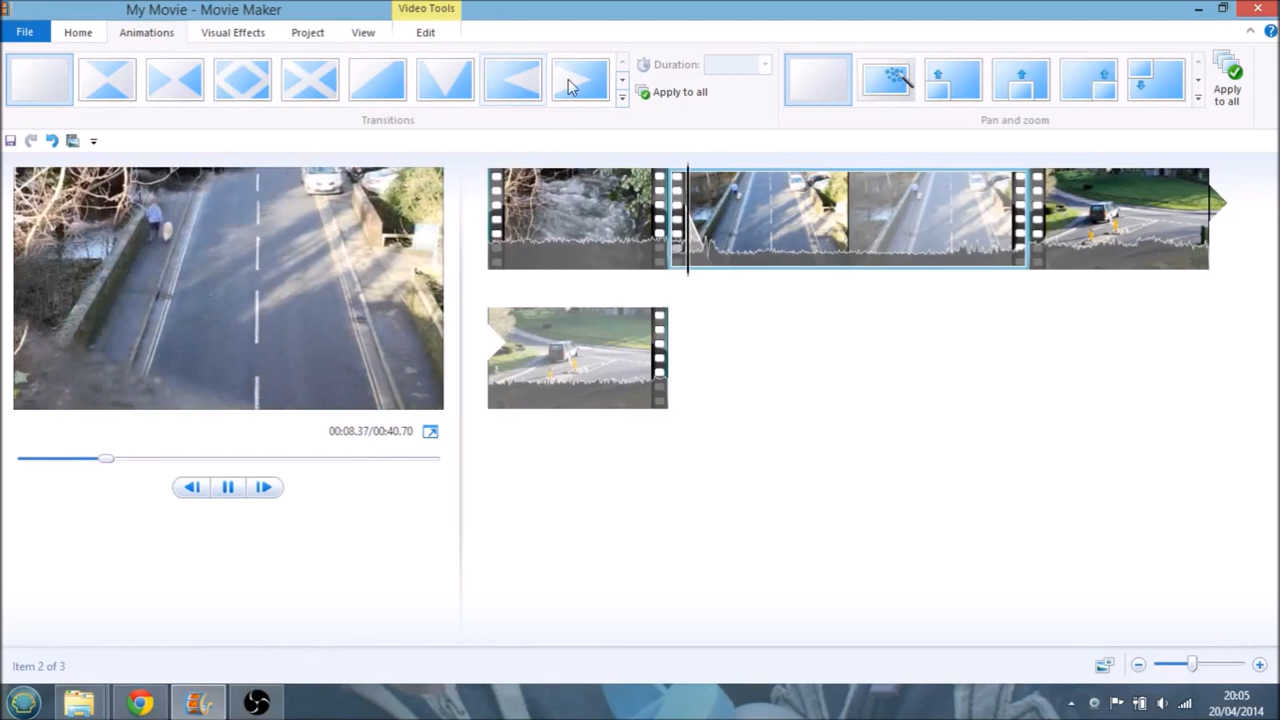 My Movie - Movie Maker
Video Tools
File
Home
Animations
Visual Effects
Project
View
Edit
Duration:
Apply to all
Apply to all
Transitions
Pan and zoom
00:08.37/00:40.70
Item 2 of 3
20:05
20/04/2014